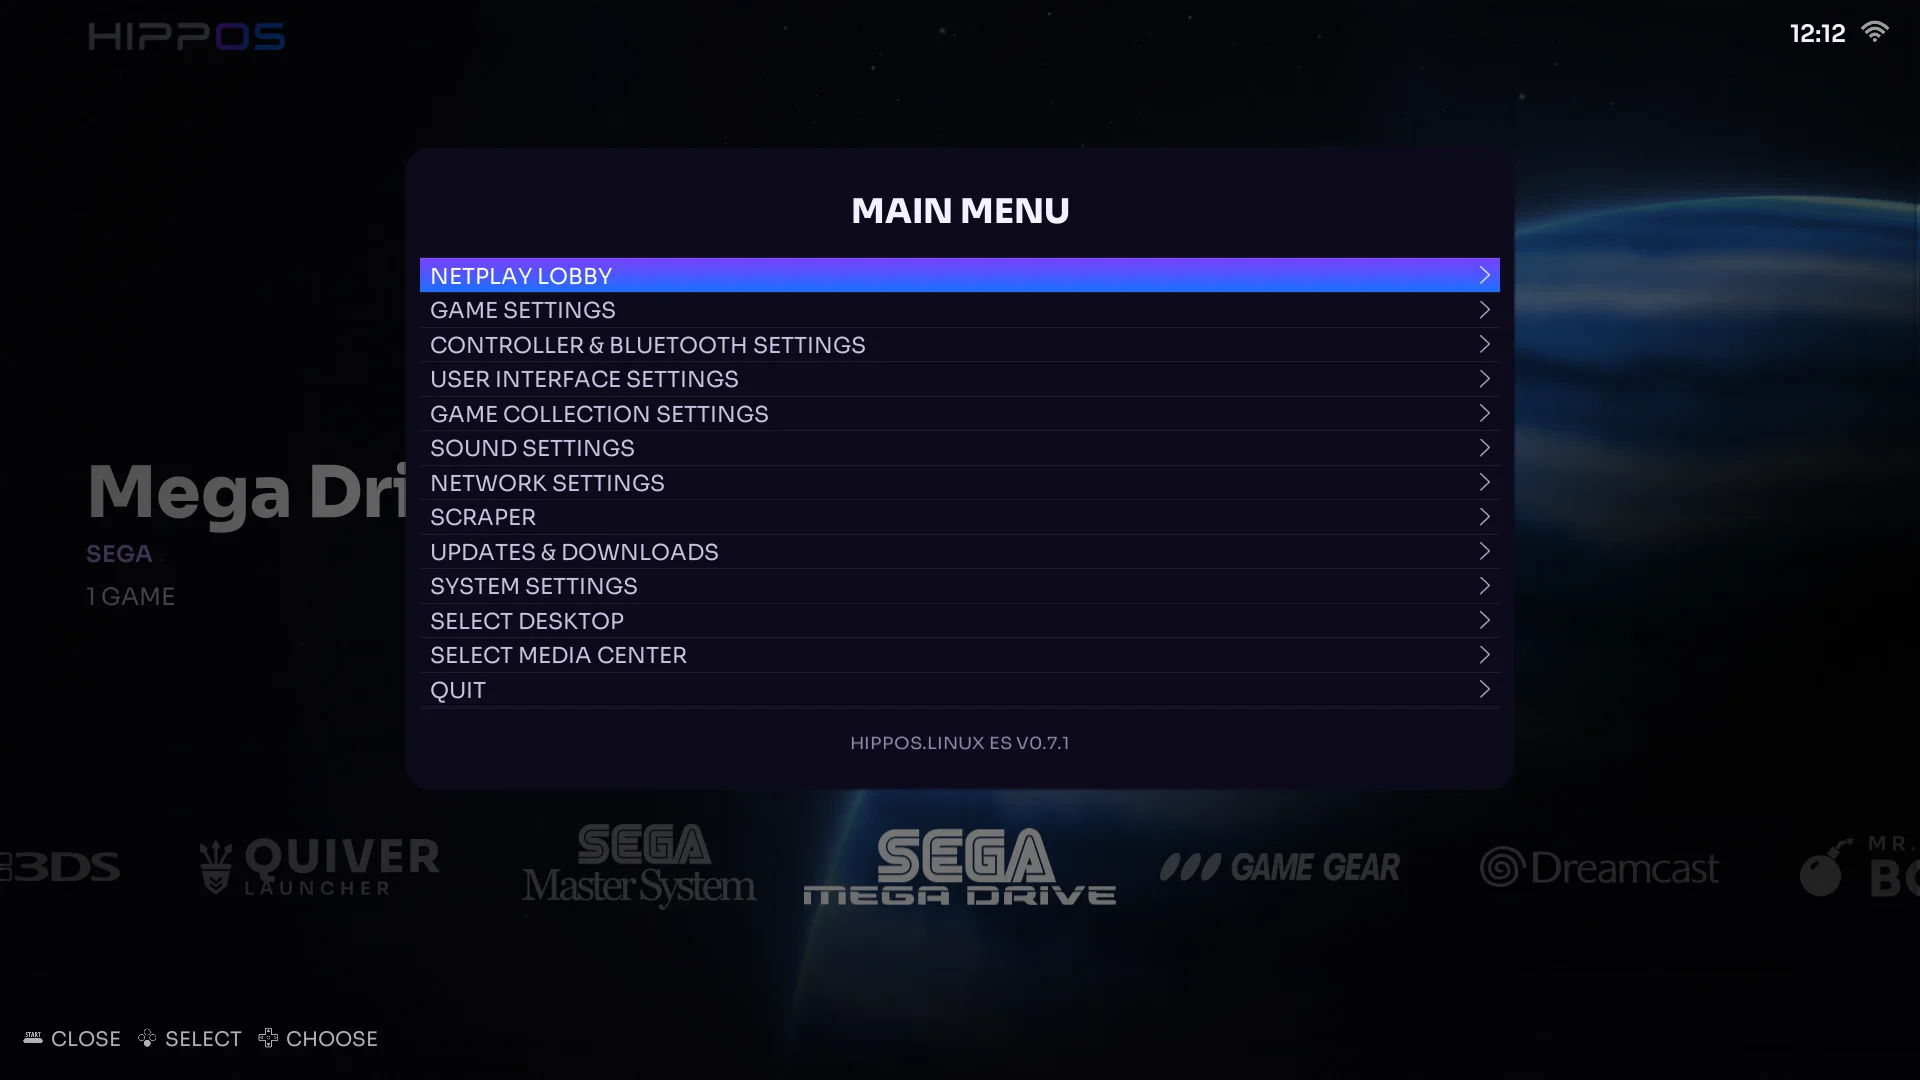 HIPPOS
12:12
MAIN MENU
NETPLAY LOBBY
GAME SETTINGS
CONTROLLER & BLUETOOTH SETTINGS
USER INTERFACE SETTINGS
GAME COLLECTION SETTINGS
SOUND SETTINGS
NETWORK SETTINGS
SCRAPER
UPDATES & DOWNLOADS
SYSTEM SETTINGS
SELECT DESKTOP
SELECT MEDIA CENTER
QUIT
HIPPOS.LINUX ES V0.7.1
Mega Dri
SEGA
1 GAME
3DS
QUIVER
LAUNCHER
SEGA
Master System
SEGA
MEGA DRIVE
GAME GEAR
Dreamcast
MR.
BO
START CLOSE SELECT CHOOSE